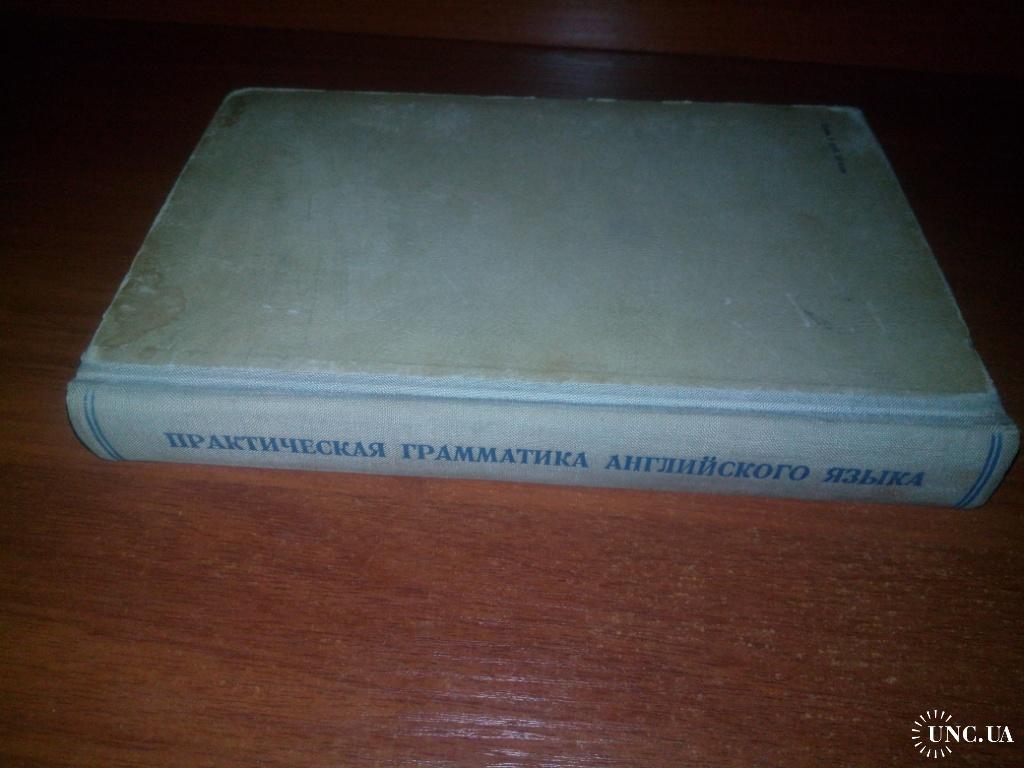 ПРАКТИЧЕСКАЯ ГРАММАТИКА АНГЛИЙСКОГО ЯЗЫКА
UNC.UA